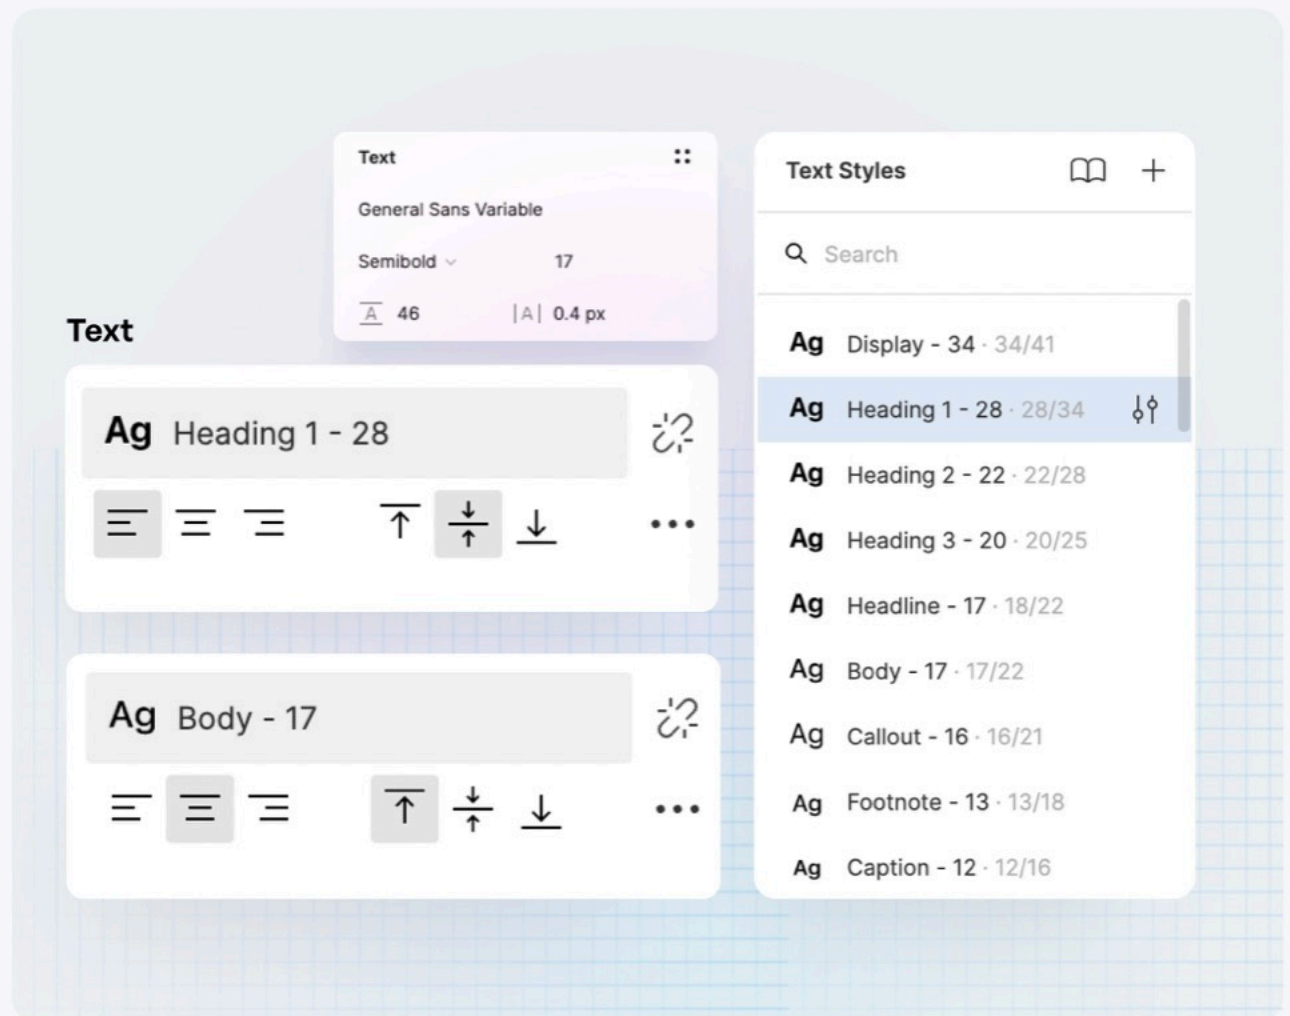 Text
General Sans Variable
Semibold 17
A 46 |A| 0.4 px
Text
Ag Heading 1 - 28
Ag Body - 17
Text Styles
Search
Ag Display - 34 · 34/41
Ag Heading 1 - 28 · 28/34
Ag Heading 2 - 22 · 22/28
Ag Heading 3 - 20 · 20/25
Ag Headline - 17 · 18/22
Ag Body - 17 · 17/22
Ag Callout - 16 · 16/21
Ag Footnote - 13 · 13/18
Ag Caption - 12 · 12/16